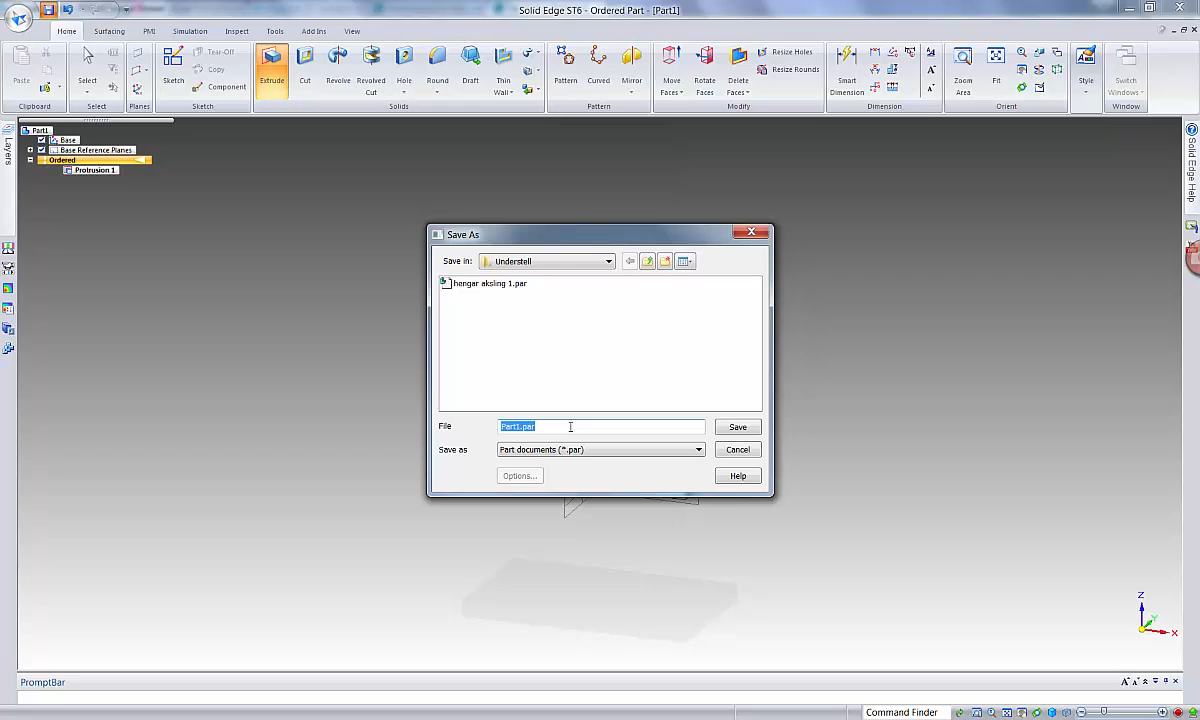 Solid Edge ST6 - Ordered Part - [Part1]
Home Surfacing PMI Simulation Inspect Tools Add Ins View
Paste
Clipboard
Select
Select
Planes
Sketch
Tear-Off
Copy
Component
Sketch
Extrude Cut Revolve Revolved Cut Hole Round Draft Thin Wall
Solids
Pattern Curved Mirror
Pattern
Move Faces Rotate Faces Delete Faces
Resize Holes
Resize Rounds
Modify
Smart Dimension
Dimension
Zoom Area Fit
Orient
Style
Style
Switch Windows
Window
Layers
Part1
Base
Base Reference Planes
Ordered
Protrusion 1
Solid Edge Help
Save As
Save in: Understell
hengar aksling 1.par
File Part1.par Save
Save as Part documents (*.par) Cancel
Options... Help
Z
Y
X
PromptBar
Command Finder